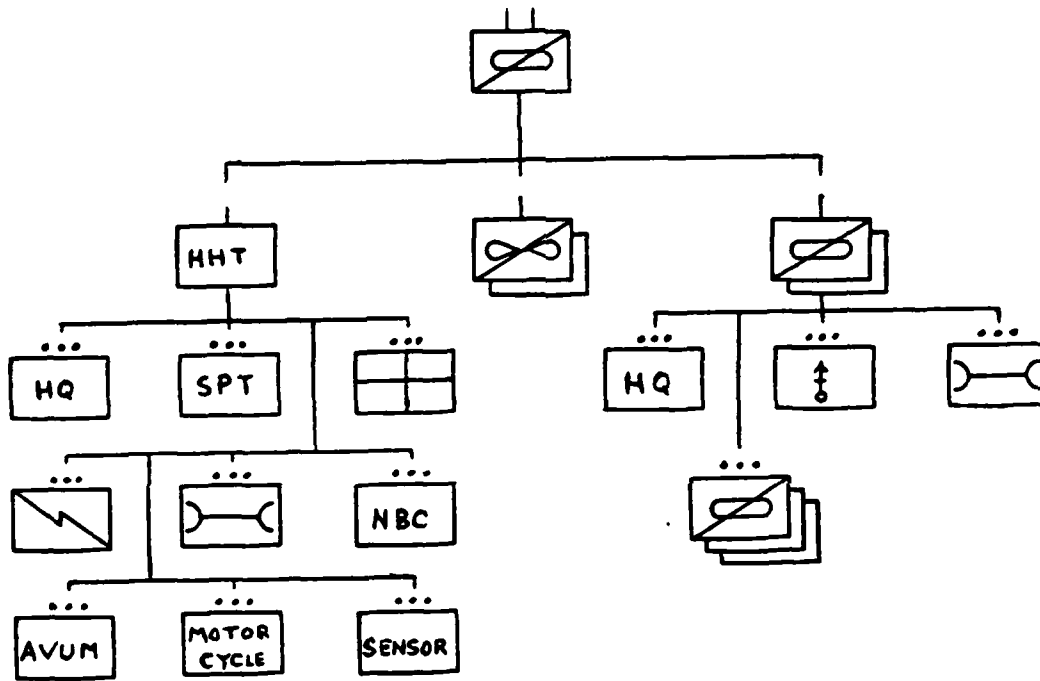 HHT
HQ
SPT
HQ
NBC
AVUM
MOTOR
CYCLE
SENSOR